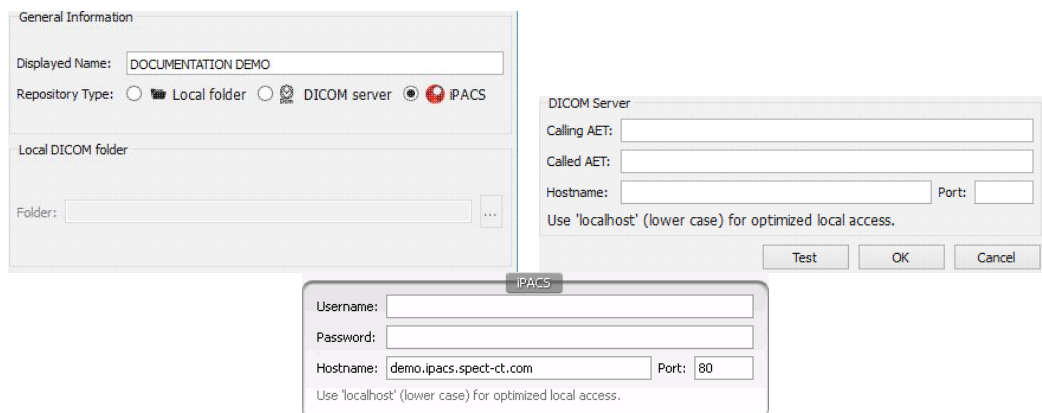 General Information
Displayed Name: DOCUMENTATION DEMO
Repository Type: Local folder DICOM server iPACS
Local DICOM folder
Folder: ...
DICOM Server
Calling AET:
Called AET:
Hostname: Port:
Use 'localhost' (lower case) for optimized local access.
Test OK Cancel
iPACS
Username:
Password:
Hostname: demo.ipacs.spect-ct.com Port: 80
Use 'localhost' (lower case) for optimized local access.